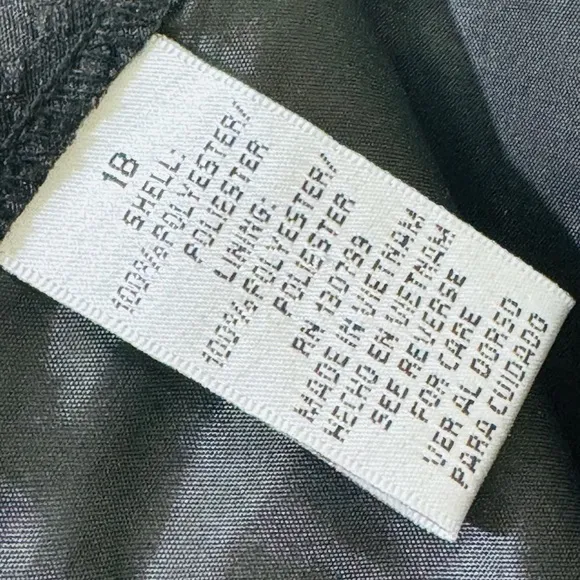 18
SHELL:
100%POLYESTER/
POLIESTER
LINING:
100%POLYESTER/
POLIESTER
RN 130739
MADE IN VIETNAM
HECHO EN VIETNAM
SEE REVERSE
FOR CARE
VER AL CORSO
PARA CUIDADO